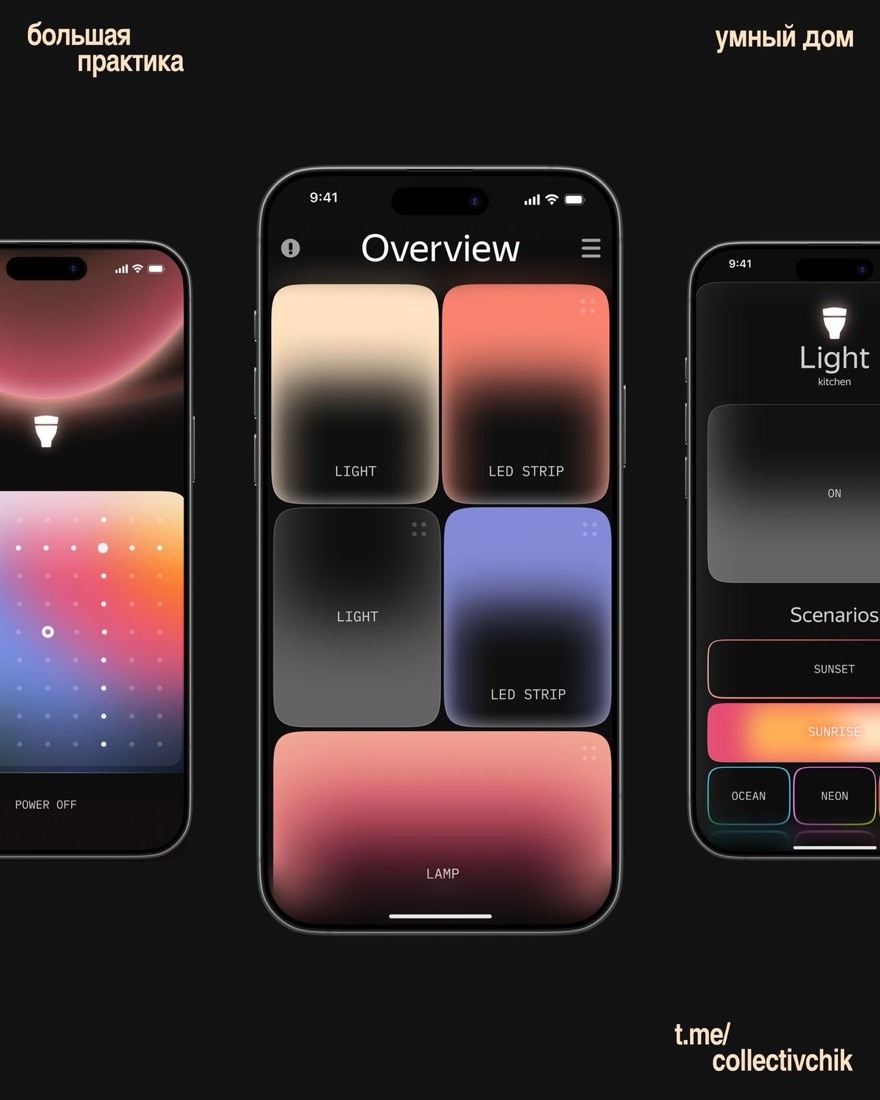 большая
практика
умный дом
POWER OFF
9:41
Overview
LIGHT
LED STRIP
LIGHT
LED STRIP
LAMP
9:41
Light
kitchen
ON
Scenarios
SUNSET
SUNRISE
OCEAN
NEON
t.me/
collectivchik